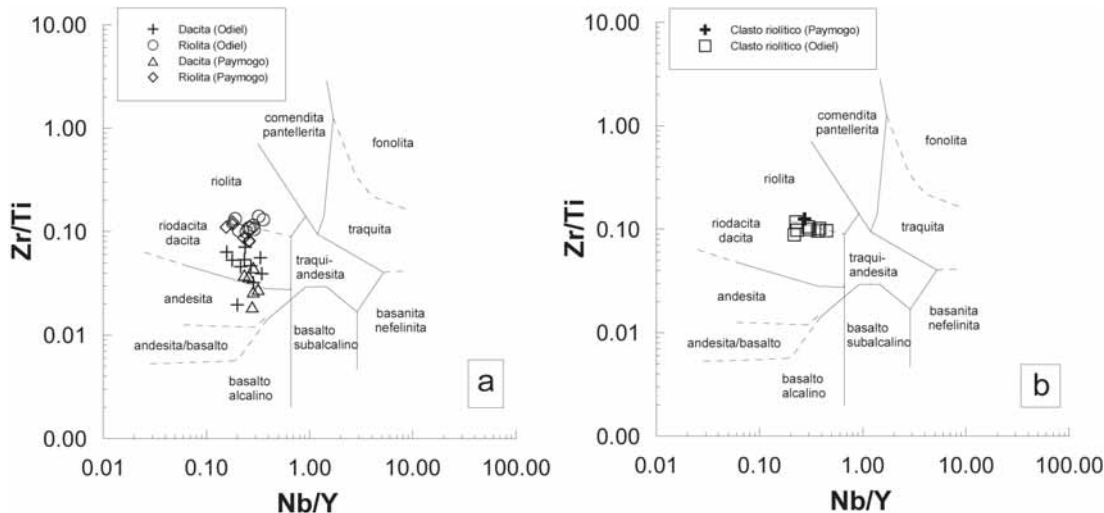 Dacita (Odiel)
Riolita (Odiel)
Dacita (Paymogo)
Riolita (Paymogo)
1.00
0.10
0.01
0.00
Zr/Ti
comendita
pantellerita
fonolita
riolita
riodacita
dacita
traquita
traqui-
andesita
andesita
basanita
nefelinita
andesita/basalto
basalto
subalcalino
basalto
alcalino
a
0.01
0.10
1.00
10.00
100.00
Nb/Y
Clasto riolítico (Paymogo)
Clasto riolítico (Odiel)
1.00
0.10
0.01
0.00
Zr/Ti
comendita
pantellerita
fonolita
riolita
riodacita
dacita
traquita
traqui-
andesita
andesita
basanita
nefelinita
andesita/basalto
basalto
subalcalino
basalto
alcalino
b
0.01
0.10
1.00
10.00
100.00
Nb/Y